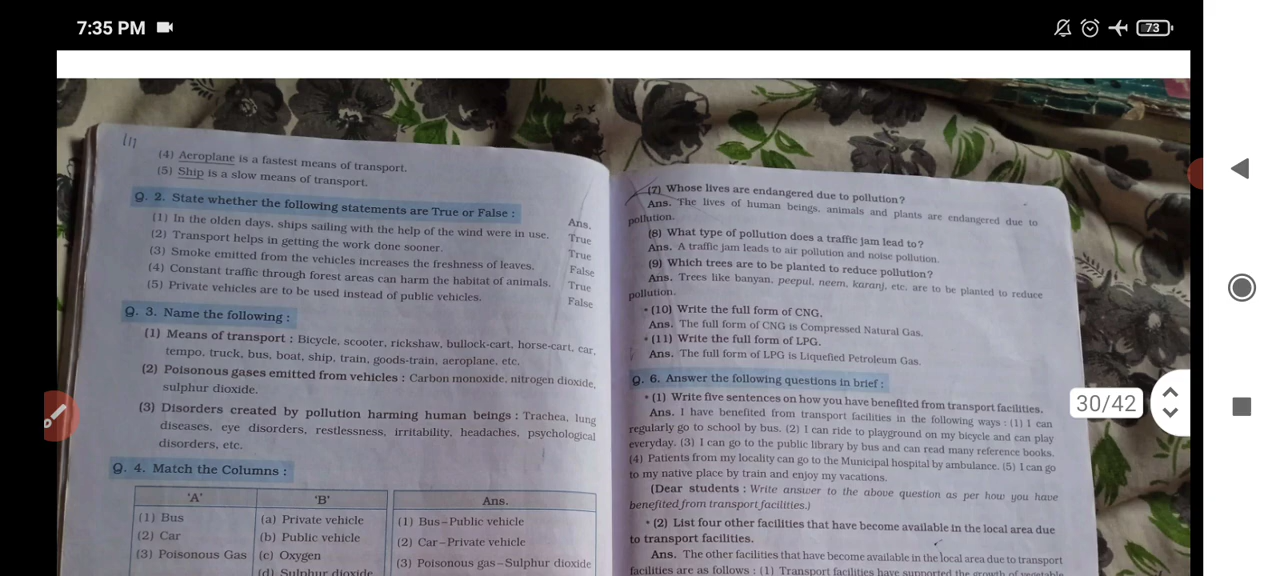 7:35 PM
73
(4) Aeroplane is a fastest means of transport.
(5) Ship is a slow means of transport.
Q. 2. State whether the following statements are True or False :
Ans.
(1) In the olden days, ships sailing with the help of the wind were in use. True
(2) Transport helps in getting the work done sooner. True
(3) Smoke emitted from the vehicles increases the freshness of leaves. False
(4) Constant traffic through forest areas can harm the habitat of animals. True
(5) Private vehicles are to be used instead of public vehicles. False
Q. 3. Name the following :
(1) Means of transport : Bicycle, scooter, rickshaw, bullock-cart, horse-cart, car,
tempo, truck, bus, boat, ship, train, goods-train, aeroplane, etc.
(2) Poisonous gases emitted from vehicles : Carbon monoxide, nitrogen dioxide,
sulphur dioxide.
(3) Disorders created by pollution harming human beings : Trachea, lung
diseases, eye disorders, restlessness, irritability, headaches, psychological
disorders, etc.
Q. 4. Match the Columns :
'A' 'B' Ans.
(1) Bus (a) Private vehicle (1) Bus–Public vehicle
(2) Car (b) Public vehicle (2) Car–Private vehicle
(3) Poisonous Gas (c) Oxygen (3) Poisonous gas–Sulphur dioxide
(d) Sulphur dioxide
(7) Whose lives are endangered due to pollution?
Ans. The lives of human beings, animals and plants are endangered due to
pollution.
(8) What type of pollution does a traffic jam lead to?
Ans. A traffic jam leads to air pollution and noise pollution.
(9) Which trees are to be planted to reduce pollution?
Ans. Trees like banyan, peepul, neem, karanj, etc. are to be planted to reduce
pollution.
* (10) Write the full form of CNG.
Ans. The full form of CNG is Compressed Natural Gas.
* (11) Write the full form of LPG.
Ans. The full form of LPG is Liquefied Petroleum Gas.
Q. 6. Answer the following questions in brief :
* (1) Write five sentences on how you have benefited from transport facilities.
Ans. I have benefited from transport facilities in the following ways : (1) I can
regularly go to school by bus. (2) I can ride to playground on my bicycle and can play
everyday. (3) I can go to the public library by bus and can read many reference books.
(4) Patients from my locality can go to the Municipal hospital by ambulance. (5) I can go
to my native place by train and enjoy my vacations.
(Dear students : Write answer to the above question as per how you have
benefited from transport facilities.)
* (2) List four other facilities that have become available in the local area due
to transport facilities.
Ans. The other facilities that have become available in the local area due to transport
facilities are as follows : (1) Transport facilities have supported the growth of vegetable
30/42